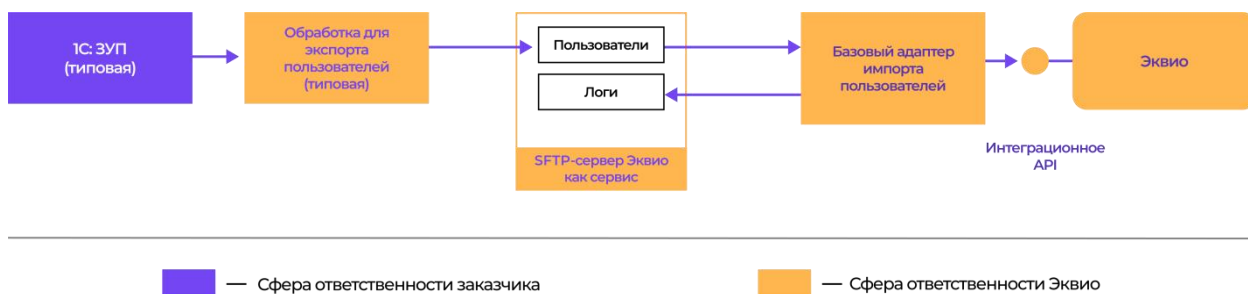 1С: ЗУП
(типовая)
Обработка для
экспорта
пользователей
(типовая)
Пользователи
Логи
SFTP-сервер Эквио
как сервис
Базовый адаптер
импорта
пользователей
Интеграционное
API
Эквио
— Сфера ответственности заказчика
— Сфера ответственности Эквио